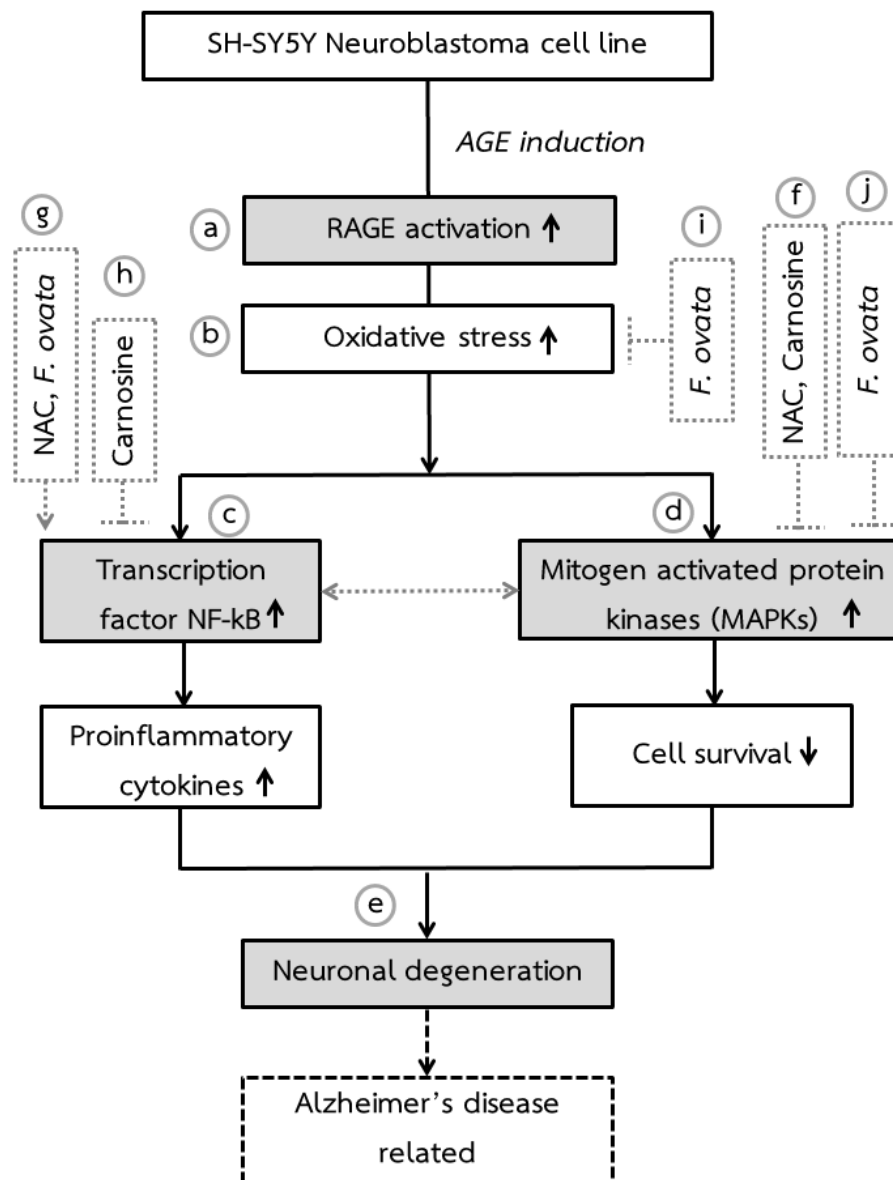 SH-SY5Y Neuroblastoma cell line
AGE induction
a
RAGE activation ↑
b
Oxidative stress ↑
g
NAC, F. ovata
h
Carnosine
i
F. ovata
f
NAC, Carnosine
j
F. ovata
c
Transcription
factor NF-kB ↑
d
Mitogen activated protein
kinases (MAPKs) ↑
Proinflammatory
cytokines ↑
Cell survival ↓
e
Neuronal degeneration
Alzheimer's disease
related